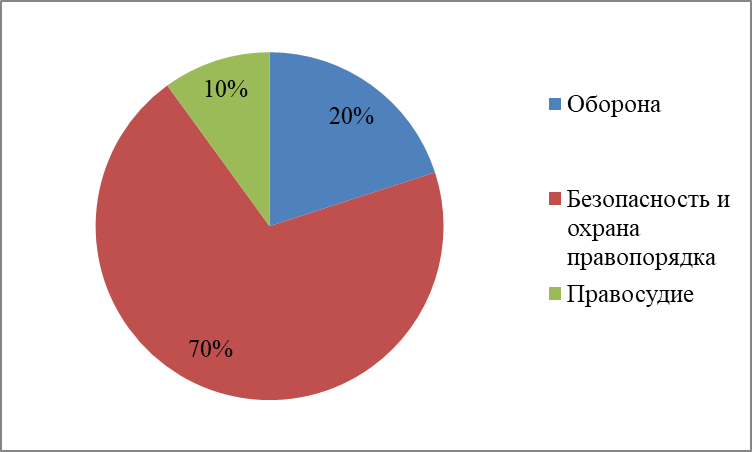 10%
20%
70%
Оборона
Безопасность и
охрана
правопорядка
Правосудие